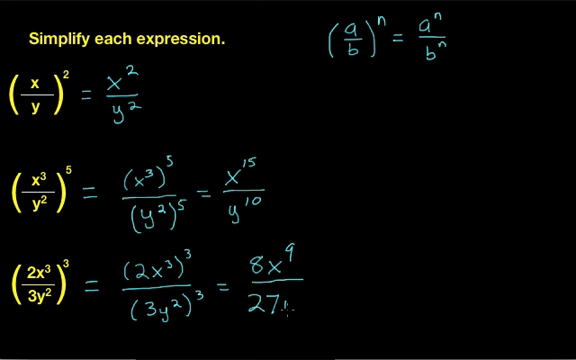 Simplify each expression.
(a/b)^n = a^n/b^n
(x/y)^2 = x^2/y^2
(x^3/y^2)^5 = (x^3)^5/(y^2)^5 = x^15/y^10
(2x^3/3y^2)^3 = (2x^3)^3/(3y^2)^3 = 8x^9/27